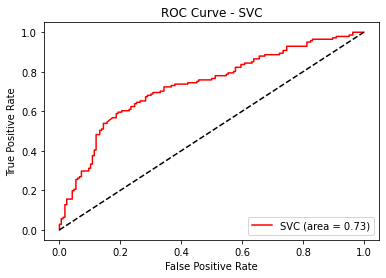 ROC Curve - SVC
True Positive Rate
1.0
0.8
0.6
0.4
0.2
0.0
SVC (area = 0.73)
0.0 0.2 0.4 0.6 0.8 1.0
False Positive Rate